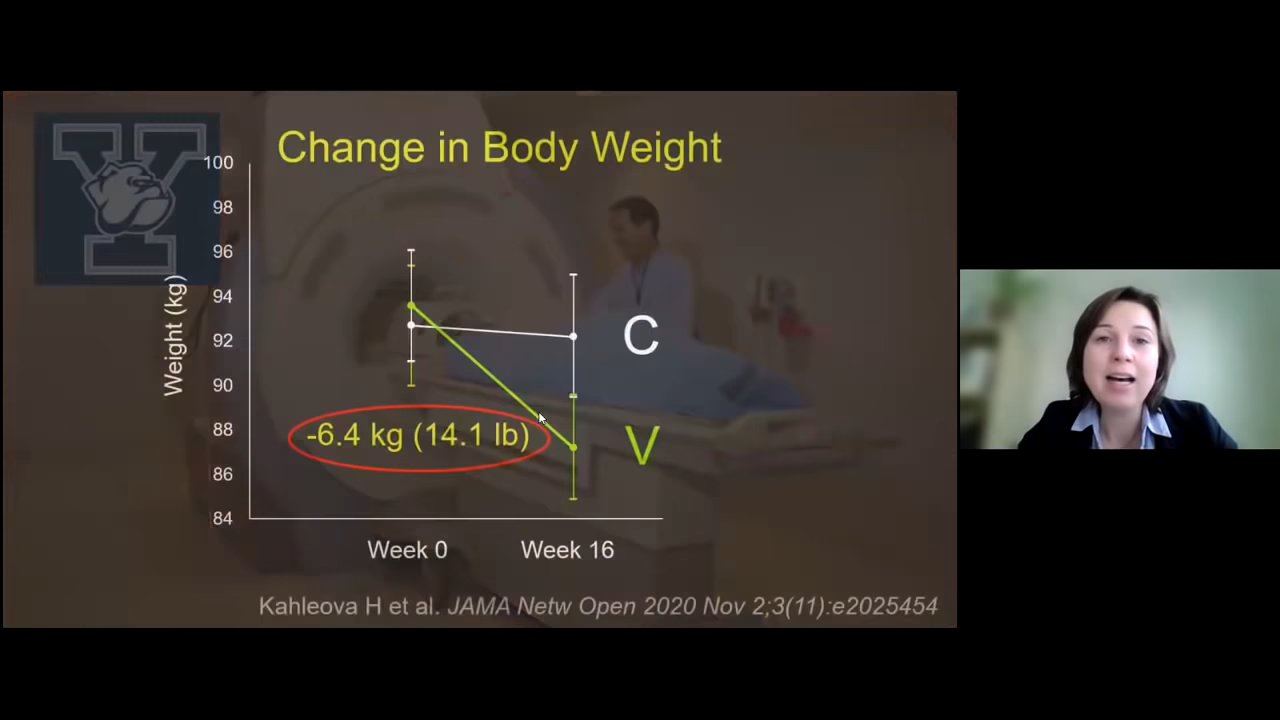 Y
Change in Body Weight
100
98
96
94
92
90
88
86
84
Weight (kg)
C
-6.4 kg (14.1 lb)
V
Week 0 Week 16
Kahleova H et al. JAMA Netw Open 2020 Nov 2;3(11):e2025454